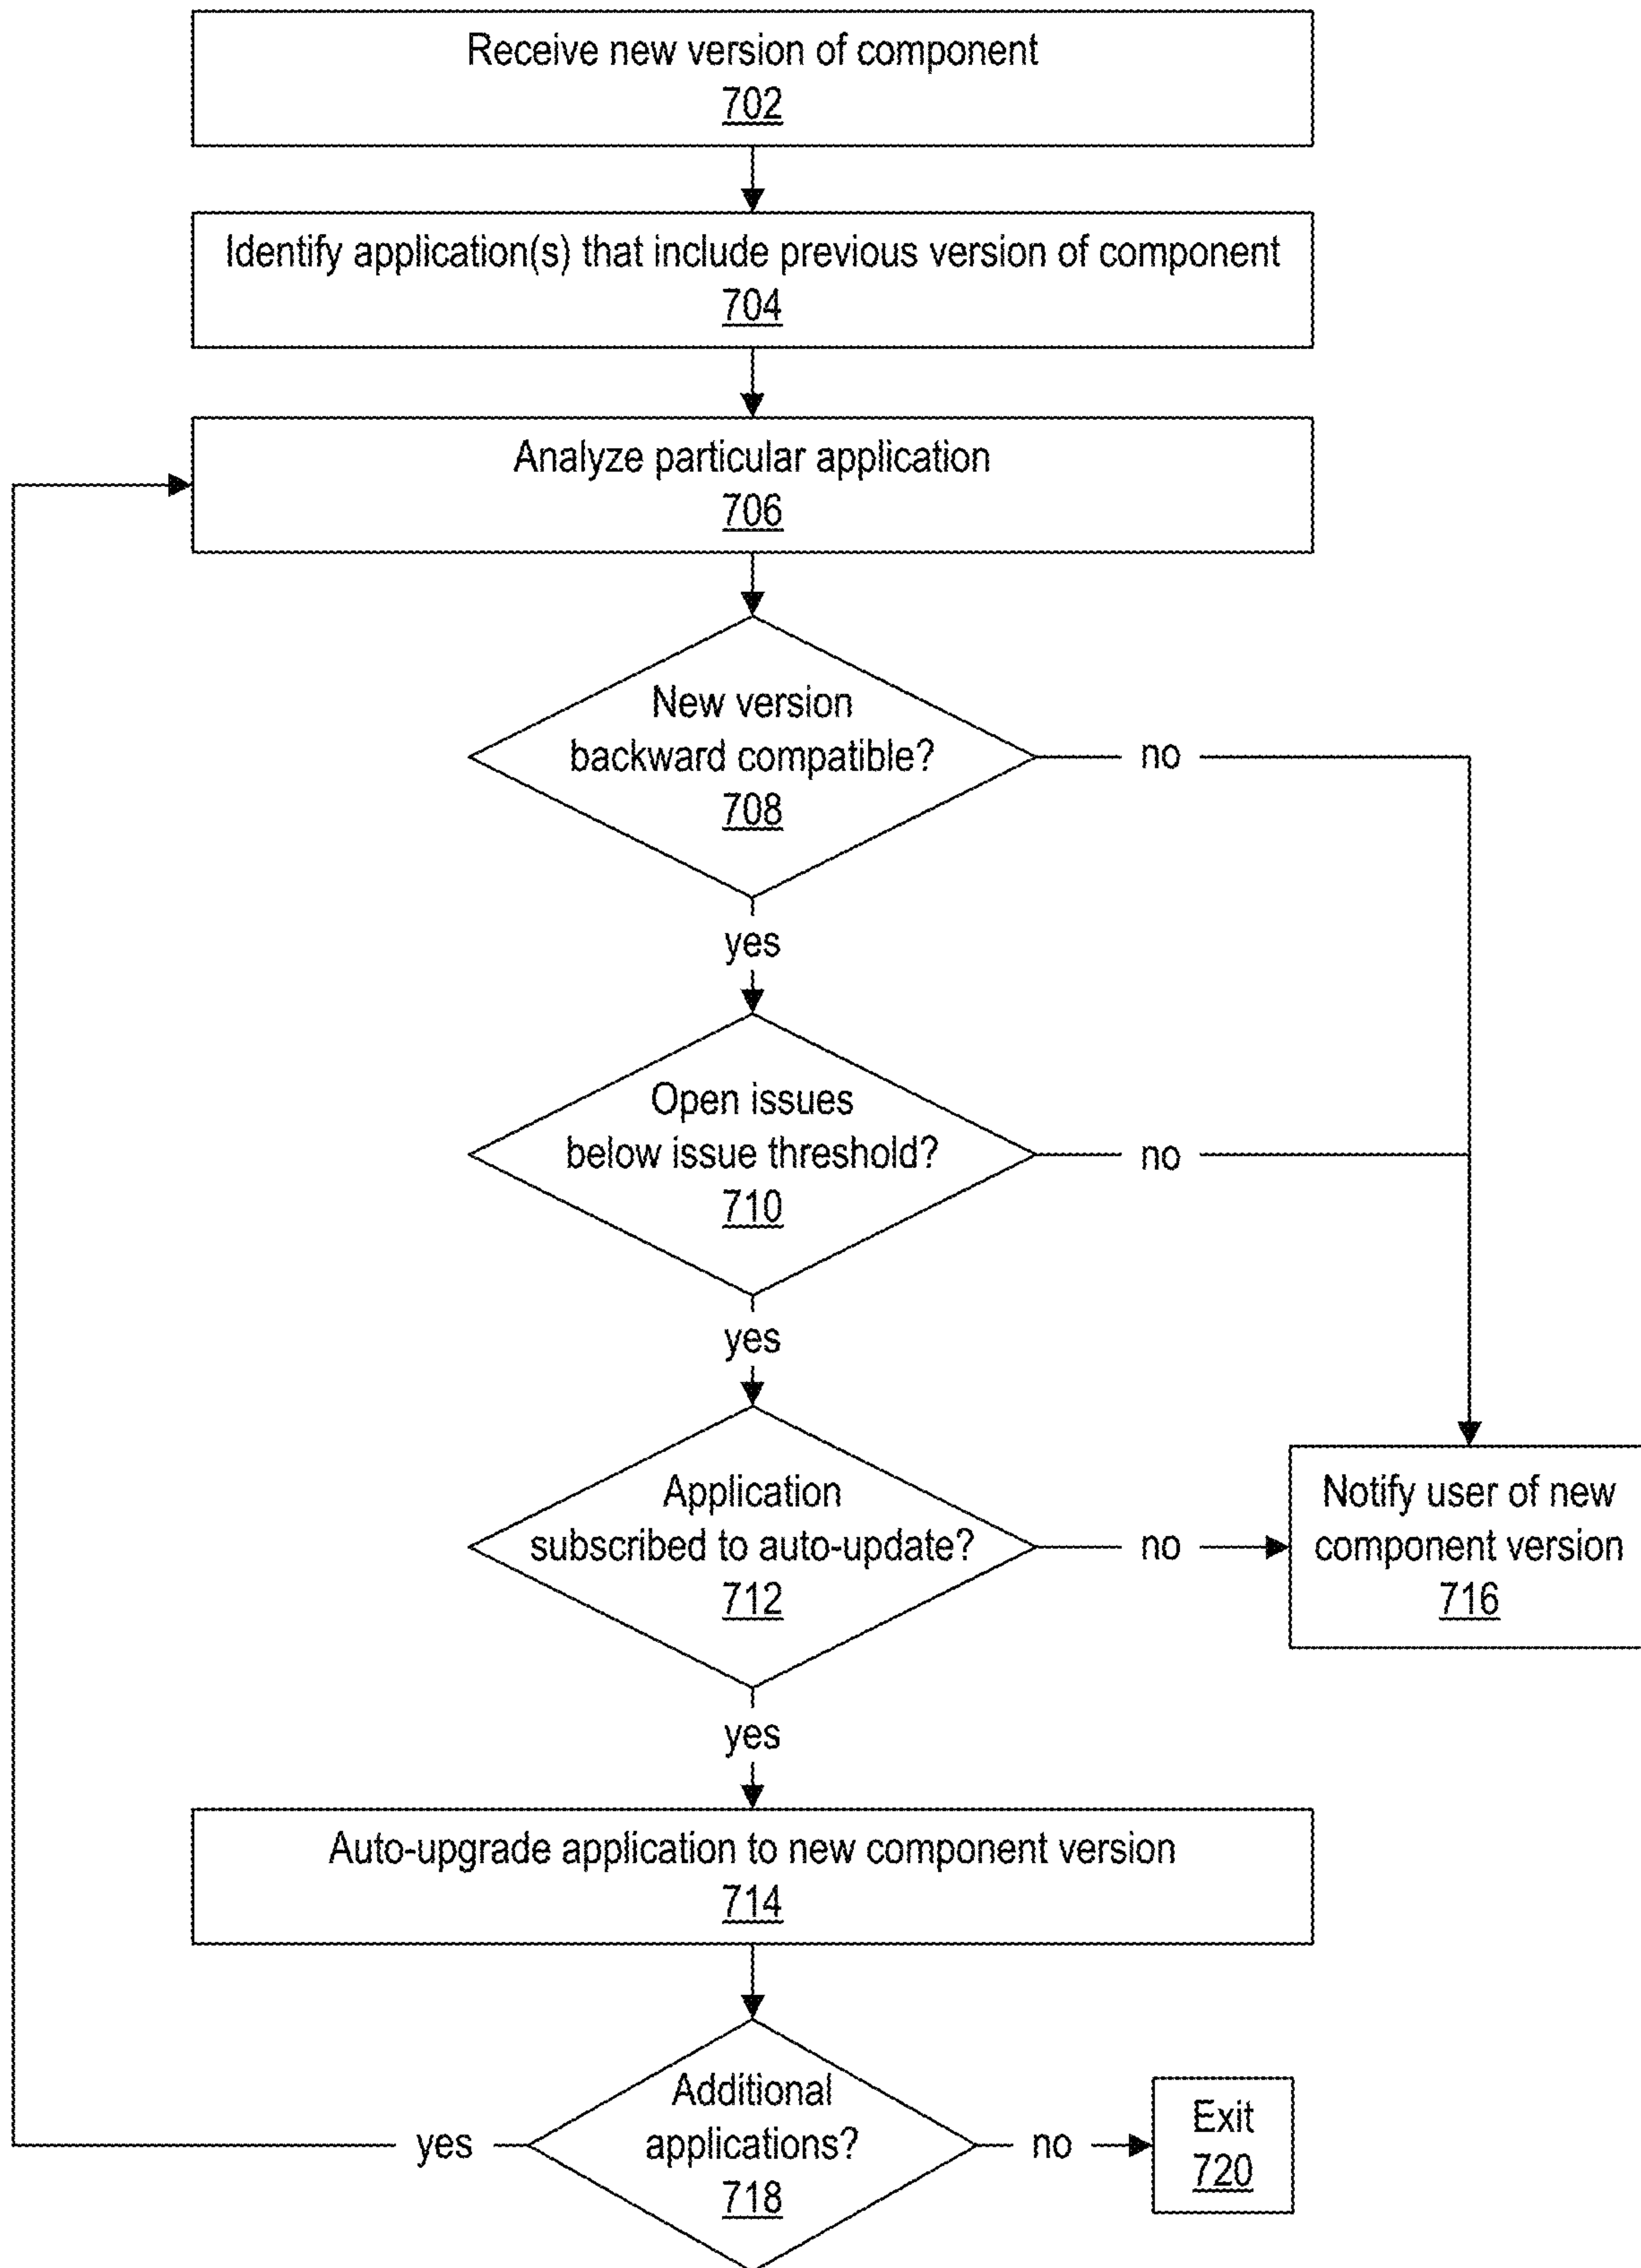 Receive new version of component
702
Identify application(s) that include previous version of component
704
Analyze particular application
706
New version
backward compatible?
708
no
yes
Open issues
below issue threshold?
710
no
yes
Application
subscribed to auto-update?
712
no
Notify user of new
component version
716
yes
Auto-upgrade application to new component version
714
Additional
applications?
718
yes
no
Exit
720